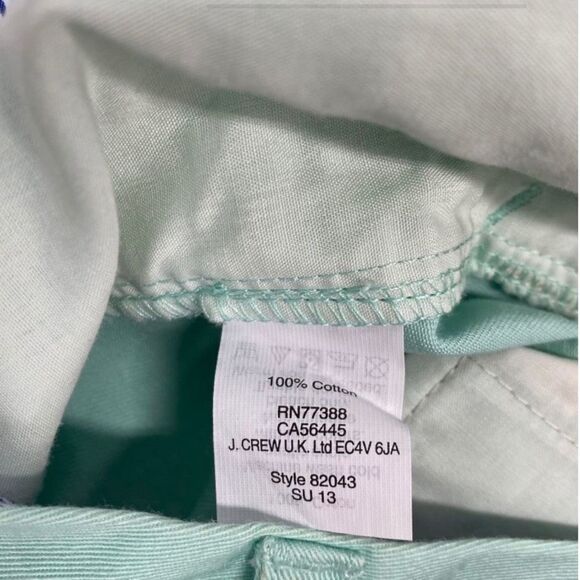 100% Cotton
RN77388
CA56445
J. CREW U.K. Ltd EC4V 6JA
Style 82043
SU 13